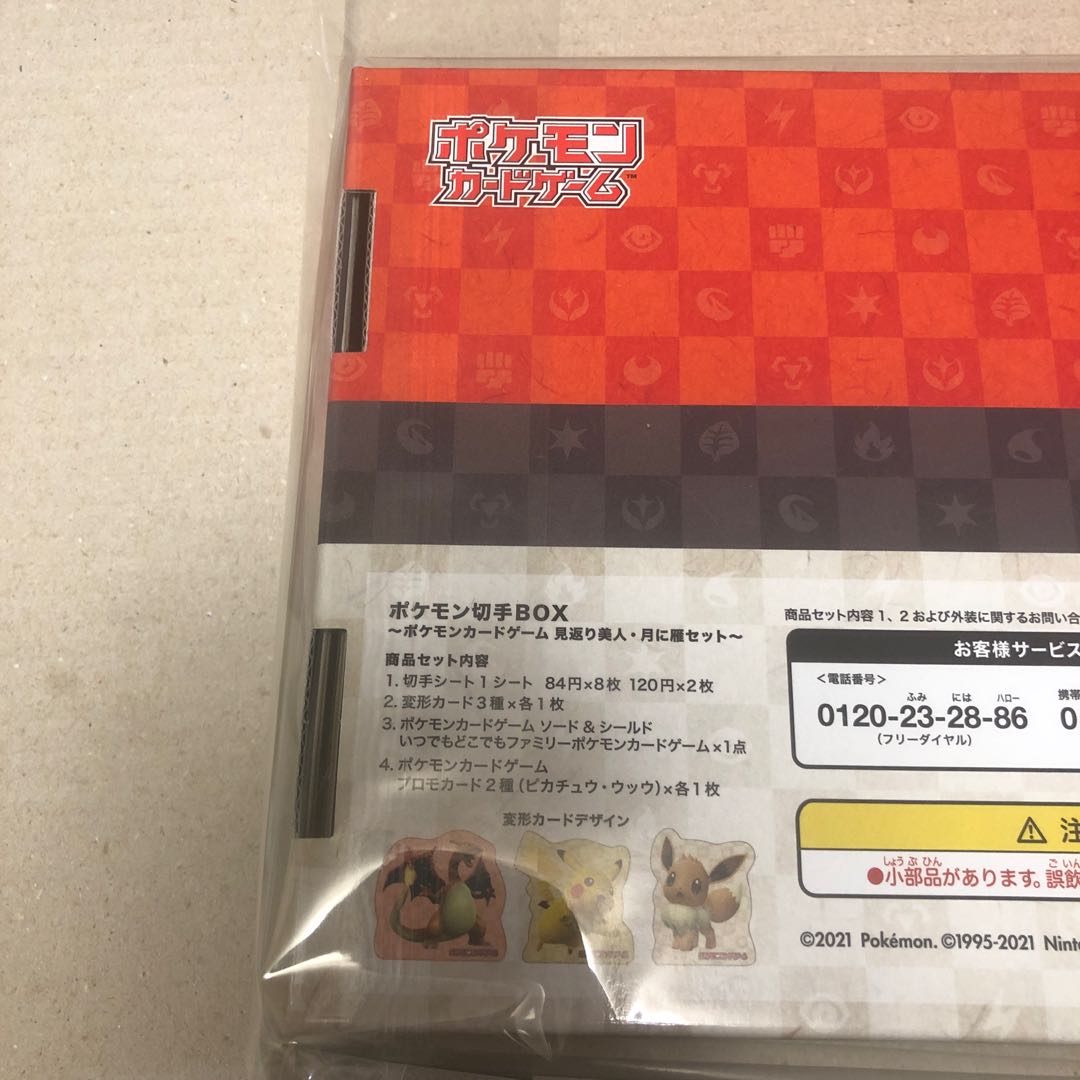 ポケモン
カードゲーム™
ポケモン切手BOX
～ポケモンカードゲーム 見返り美人・月に雁セット～
商品セット内容
1. 切手シート1シート 84円×8枚 120円×2枚
2. 変形カード3種×各1枚
3. ポケモンカードゲーム ソード&シールド
いつでもどこでもファミリーポケモンカードゲーム×1点
4. ポケモンカードゲーム
プロモカード2種(ピカチュウ・ウッウ)×各1枚
変形カードデザイン
商品セット内容1、2および外装に関するお問い合
お客様サービス
<電話番号>
携帯
ふみ には ハロー
0120-23-28-86 0
(フリーダイヤル)
⚠ 注
しょうぶひん ごいん
●小部品があります。誤飲
©2021 Pokémon. ©1995-2021 Ninte